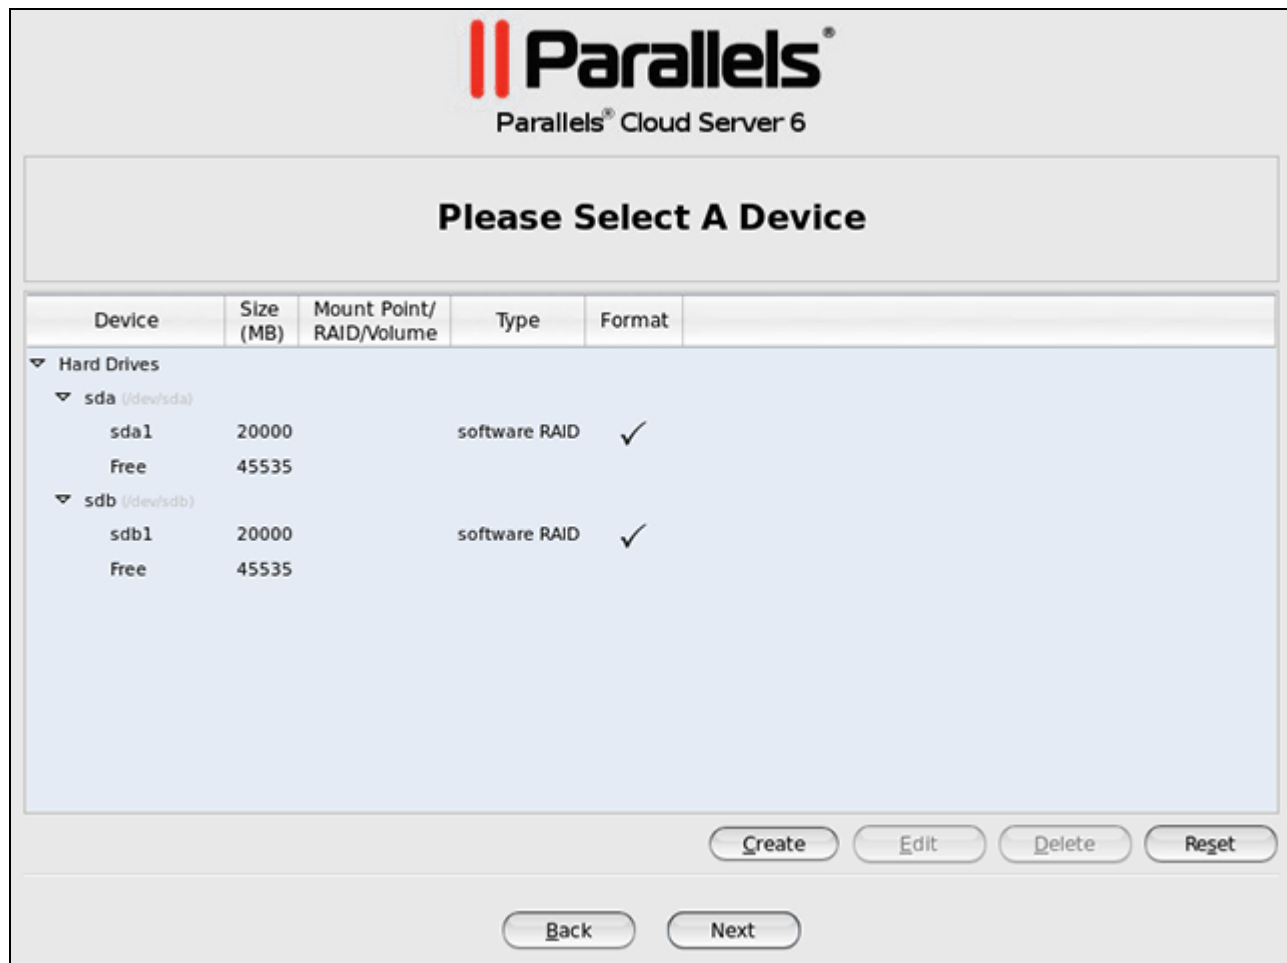 Parallels®
Parallels® Cloud Server 6
Please Select A Device
Device Size (MB) Mount Point/ RAID/Volume Type Format
Hard Drives
sda (/dev/sda)
sda1 20000 software RAID
Free 45535
sdb (/dev/sdb)
sdb1 20000 software RAID
Free 45535
Create Edit Delete Reset
Back Next